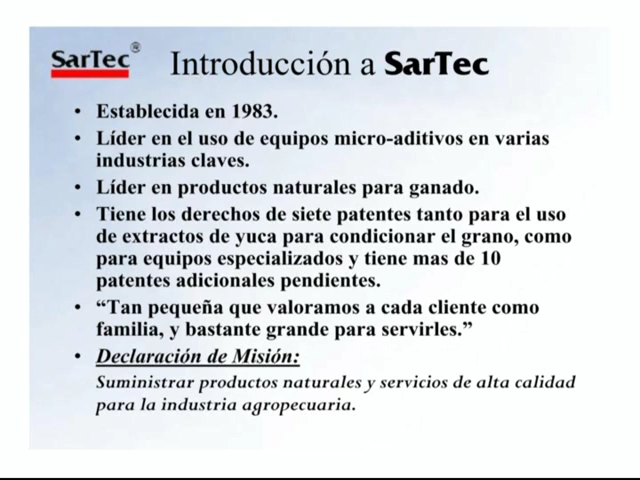 SarTec®
Introducción a SarTec
• Establecida en 1983.
• Líder en el uso de equipos micro-aditivos en varias
industrias claves.
• Líder en productos naturales para ganado.
• Tiene los derechos de siete patentes tanto para el uso
de extractos de yuca para condicionar el grano, como
para equipos especializados y tiene mas de 10
patentes adicionales pendientes.
• “Tan pequeña que valoramos a cada cliente como
familia, y bastante grande para servirles.”
• Declaración de Misión:
Suministrar productos naturales y servicios de alta calidad
para la industria agropecuaria.